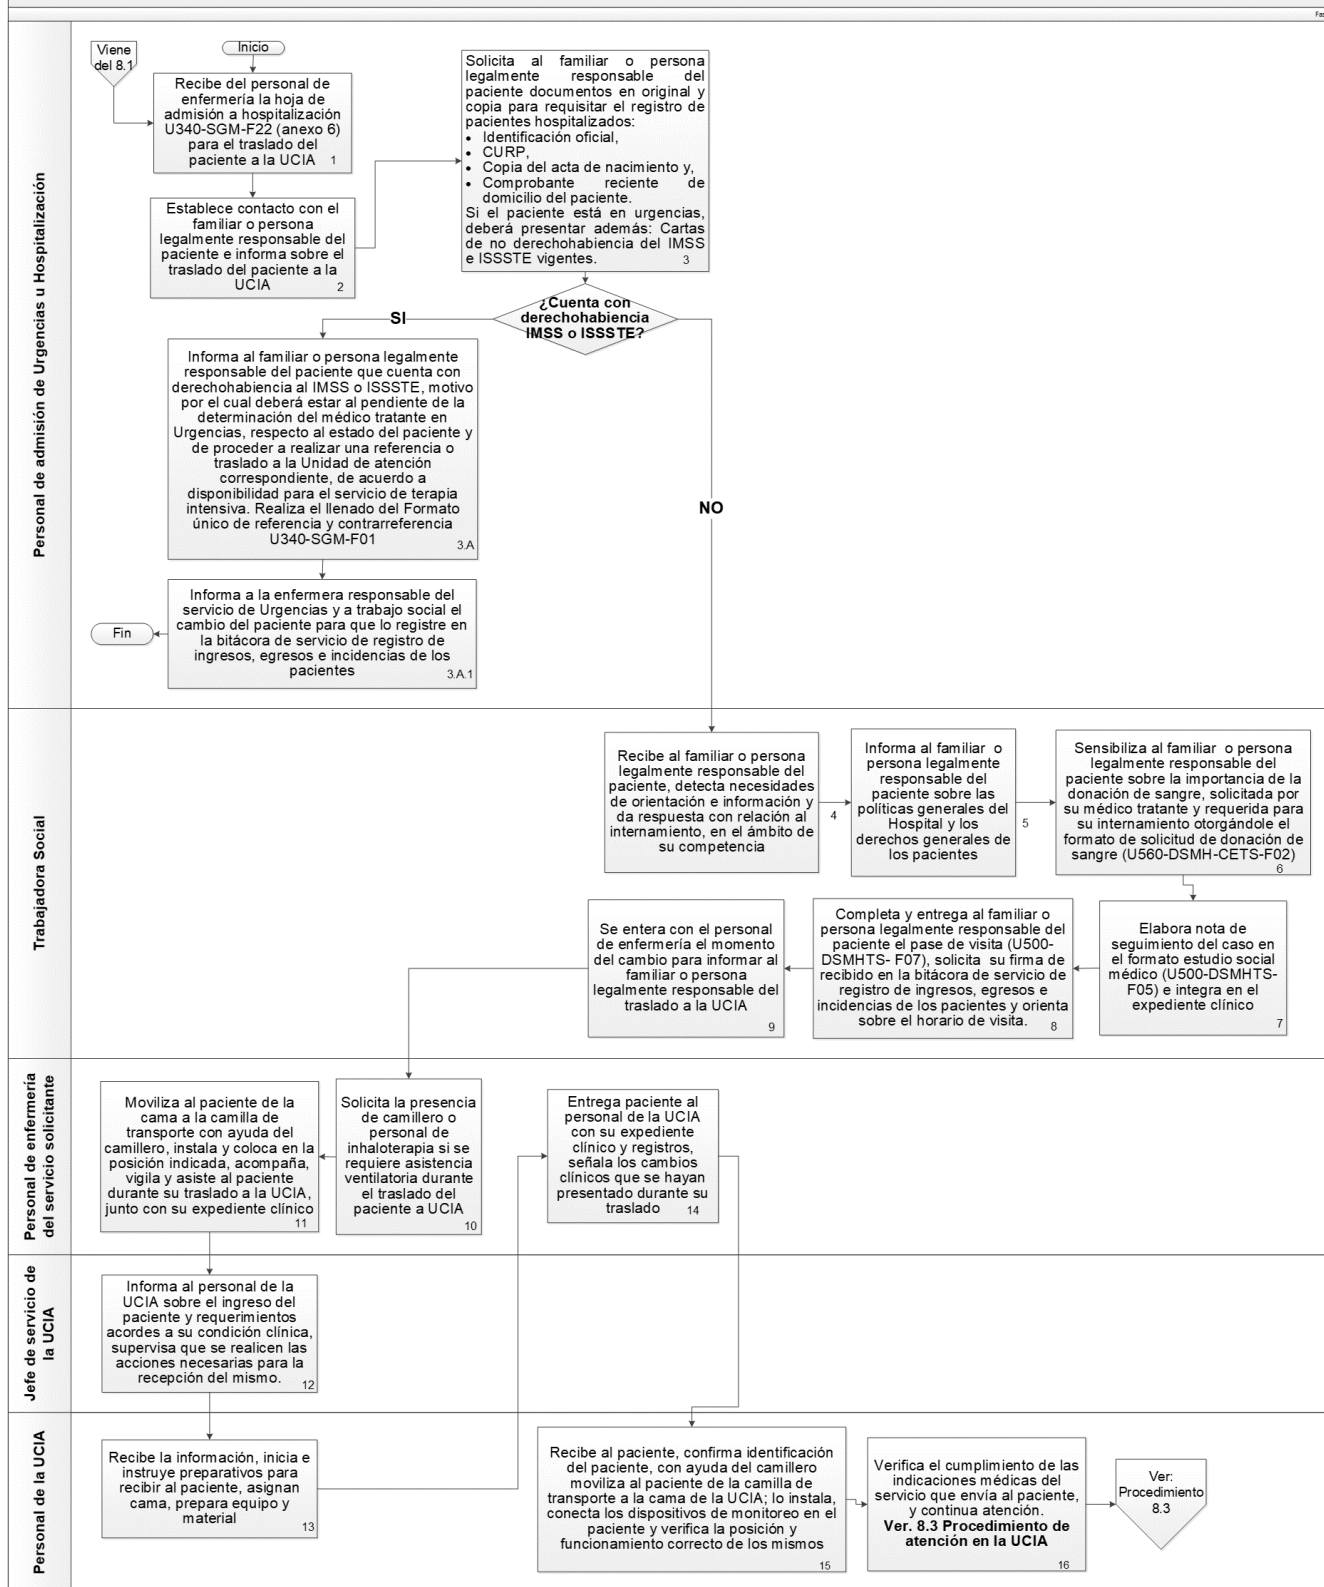 Fas
Personal de admisión de Urgencias u Hospitalización
Viene
del 8.1
Inicio
Recibe del personal de
enfermería la hoja de
admisión a hospitalización
U340-SGM-F22 (anexo 6)
para el traslado del
paciente a la UCIA 1
Establece contacto con el
familiar o persona
legalmente responsable del
paciente e informa sobre el
traslado del paciente a la
UCIA 2
Solicita al familiar o persona
legalmente responsable del
paciente documentos en original y
copia para requisitar el registro de
pacientes hospitalizados:
• Identificación oficial,
• CURP,
• Copia del acta de nacimiento y,
• Comprobante reciente de
domicilio del paciente.
Si el paciente está en urgencias,
deberá presentar además: Cartas
de no derechohabiencia del IMSS
e ISSSTE vigentes. 3
¿Cuenta con
derechohabiencia
IMSS o ISSSTE?
SI
NO
Informa al familiar o persona legalmente
responsable del paciente que cuenta con
derechohabiencia al IMSS o ISSSTE, motivo
por el cual deberá estar al pendiente de la
determinación del médico tratante en
Urgencias, respecto al estado del paciente y
de proceder a realizar una referencia o
traslado a la Unidad de atención
correspondiente, de acuerdo a
disponibilidad para el servicio de terapia
intensiva. Realiza el llenado del Formato
único de referencia y contrarreferencia
U340-SGM-F01 3.A
Informa a la enfermera responsable del
servicio de Urgencias y a trabajo social el
cambio del paciente para que lo registre en
la bitácora de servicio de registro de
ingresos, egresos e incidencias de los
pacientes 3.A.1
Fin
Trabajadora Social
Recibe al familiar o persona
legalmente responsable del
paciente, detecta necesidades
de orientación e información y
da respuesta con relación al
internamiento, en el ámbito de
su competencia
4
Informa al familiar o
persona legalmente
responsable del
paciente sobre las
políticas generales del
Hospital y los
derechos generales de
los pacientes
5
Sensibiliza al familiar o persona
legalmente responsable del
paciente sobre la importancia de la
donación de sangre, solicitada por
su médico tratante y requerida para
su internamiento otorgándole el
formato de solicitud de donación de
sangre (U560-DSMH-CETS-F02)
6
Elabora nota de
seguimiento del caso en
el formato estudio social
médico (U500-DSMHTS-
F05) e integra en el
expediente clínico
7
Completa y entrega al familiar o
persona legalmente responsable del
paciente el pase de visita (U500-
DSMHTS- F07), solicita su firma de
recibido en la bitácora de servicio de
registro de ingresos, egresos e
incidencias de los pacientes y orienta
sobre el horario de visita. 8
Se entera con el personal
de enfermería el momento
del cambio para informar al
familiar o persona
legalmente responsable del
traslado a la UCIA
9
Personal de enfermería
del servicio solicitante
Solicita la presencia
de camillero o
personal de
inhaloterapia si se
requiere asistencia
ventilatoria durante
el traslado del
paciente a UCIA
10
Moviliza al paciente de la
cama a la camilla de
transporte con ayuda del
camillero, instala y coloca en la
posición indicada, acompaña,
vigila y asiste al paciente
durante su traslado a la UCIA,
junto con su expediente clínico
11
Entrega paciente al
personal de la UCIA
con su expediente
clínico y registros,
señala los cambios
clínicos que se hayan
presentado durante su
traslado 14
Jefe de servicio de
la UCIA
Informa al personal de la
UCIA sobre el ingreso del
paciente y requerimientos
acordes a su condición clínica,
supervisa que se realicen las
acciones necesarias para la
recepción del mismo. 12
Personal de la UCIA
Recibe la información, inicia e
instruye preparativos para
recibir al paciente, asignan
cama, prepara equipo y
material 13
Recibe al paciente, confirma identificación
del paciente, con ayuda del camillero
moviliza al paciente de la camilla de
transporte a la cama de la UCIA; lo instala,
conecta los dispositivos de monitoreo en el
paciente y verifica la posición y
funcionamiento correcto de los mismos
15
Verifica el cumplimiento de las
indicaciones médicas del
servicio que envía al paciente,
y continua atención.
Ver. 8.3 Procedimiento de
atención en la UCIA
16
Ver:
Procedimiento
8.3